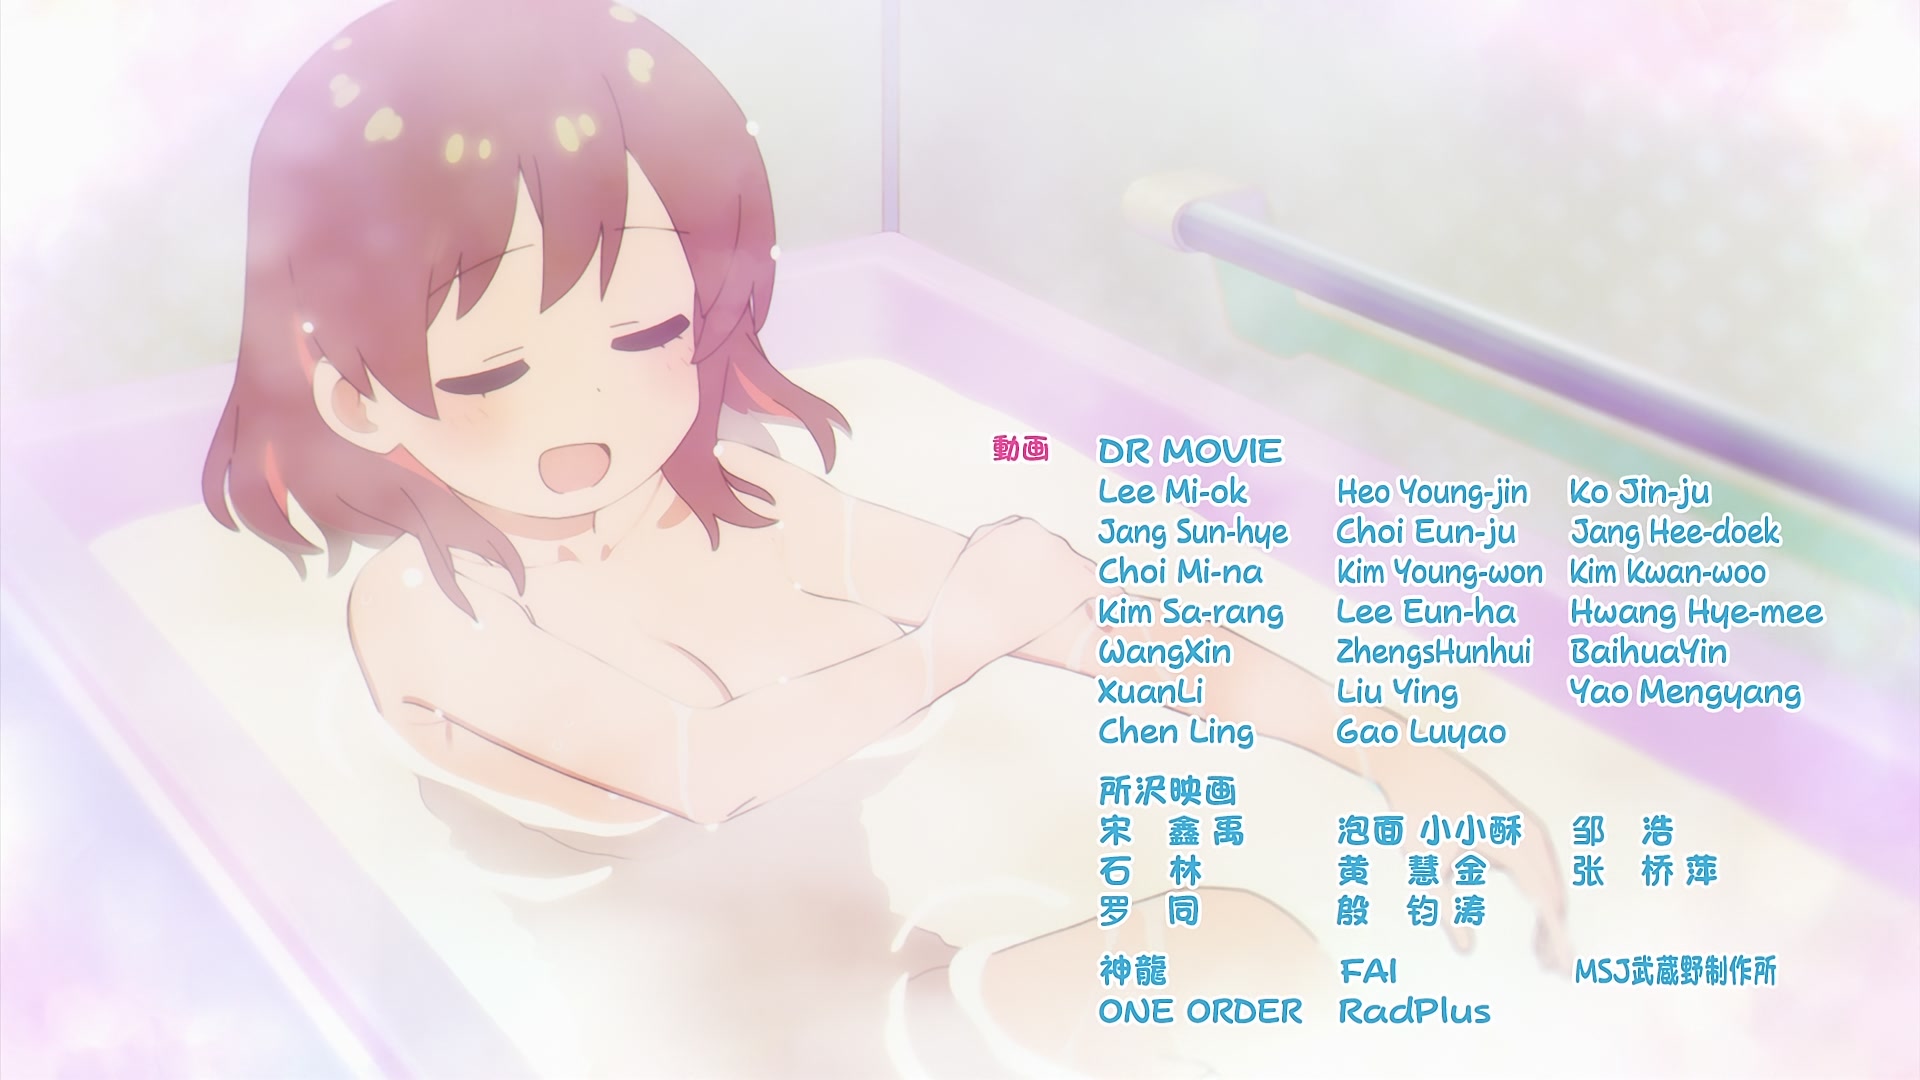 動画 DR MOVIE
Lee Mi-ok Heo Young-jin Ko Jin-ju
Jang Sun-hye Choi Eun-ju Jang Hee-doek
Choi Mi-na Kim Young-won Kim Kwan-woo
Kim Sa-rang Lee Eun-ha Hwang Hye-mee
WangXin ZhengsHunhui BaihuaYin
XuanLi Liu Ying Yao Mengyang
Chen Ling Gao Luyao
所沢映画
宋 鑫禹 泡面 小小酥 邹 浩
石 林 黄 慧金 张 桥萍
罗 同 殷 钧涛
神龍 FAI MSJ武蔵野制作所
ONE ORDER RadPlus